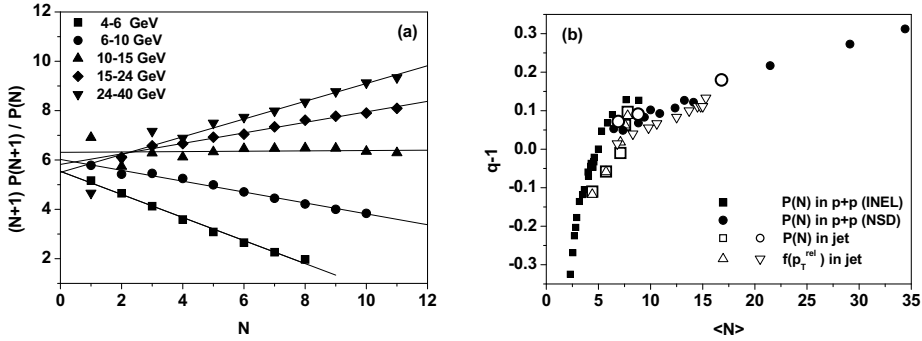 (a)
4-6 GeV
6-10 GeV
10-15 GeV
15-24 GeV
24-40 GeV
(N+1) P(N+1) / P(N)
10
8
6
4
2
0 2 4 6 8 10 12
N
(b)
q-1
0.3
0.2
0.1
0.0
-0.1
-0.2
-0.3
P(N) in p+p (INEL)
P(N) in p+p (NSD)
P(N) in jet
f(p_T^rel) in jet
0 5 10 15 20 25 30 35
<N>